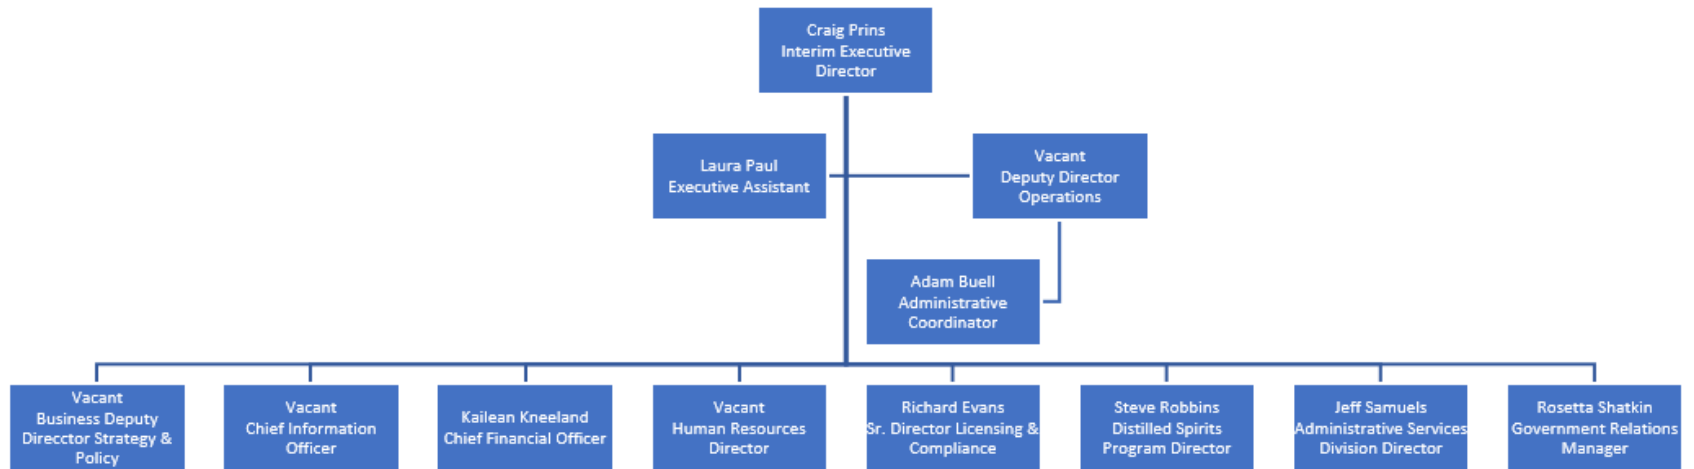 Craig Prins
Interim Executive
Director
Laura Paul
Executive Assistant
Vacant
Deputy Director
Operations
Adam Buell
Administrative
Coordinator
Vacant
Business Deputy
Direcctor Strategy &
Policy
Vacant
Chief Information
Officer
Kailean Kneeland
Chief Financial Officer
Vacant
Human Resources
Director
Richard Evans
Sr. Director Licensing &
Compliance
Steve Robbins
Distilled Spirits
Program Director
Jeff Samuels
Administrative Services
Division Director
Rosetta Shatkin
Government Relations
Manager